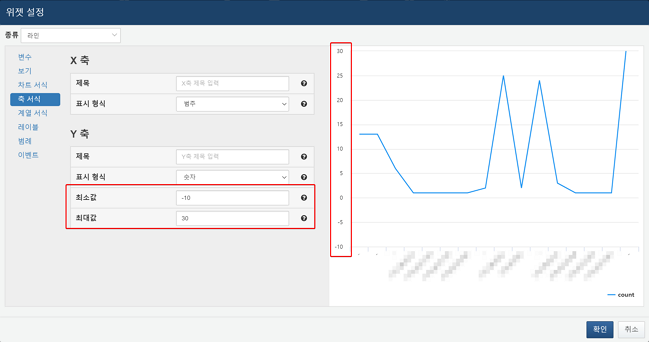 위젯 설정
종류 라인
변수
보기
차트 서식
축 서식
계열 서식
레이블
범례
이벤트
X 축
제목 X축 제목 입력
표시 형식 범주
Y 축
제목 Y축 제목 입력
표시 형식 숫자
최소값 -10
최대값 30
30
25
20
15
10
5
0
-5
-10
count
확인 취소